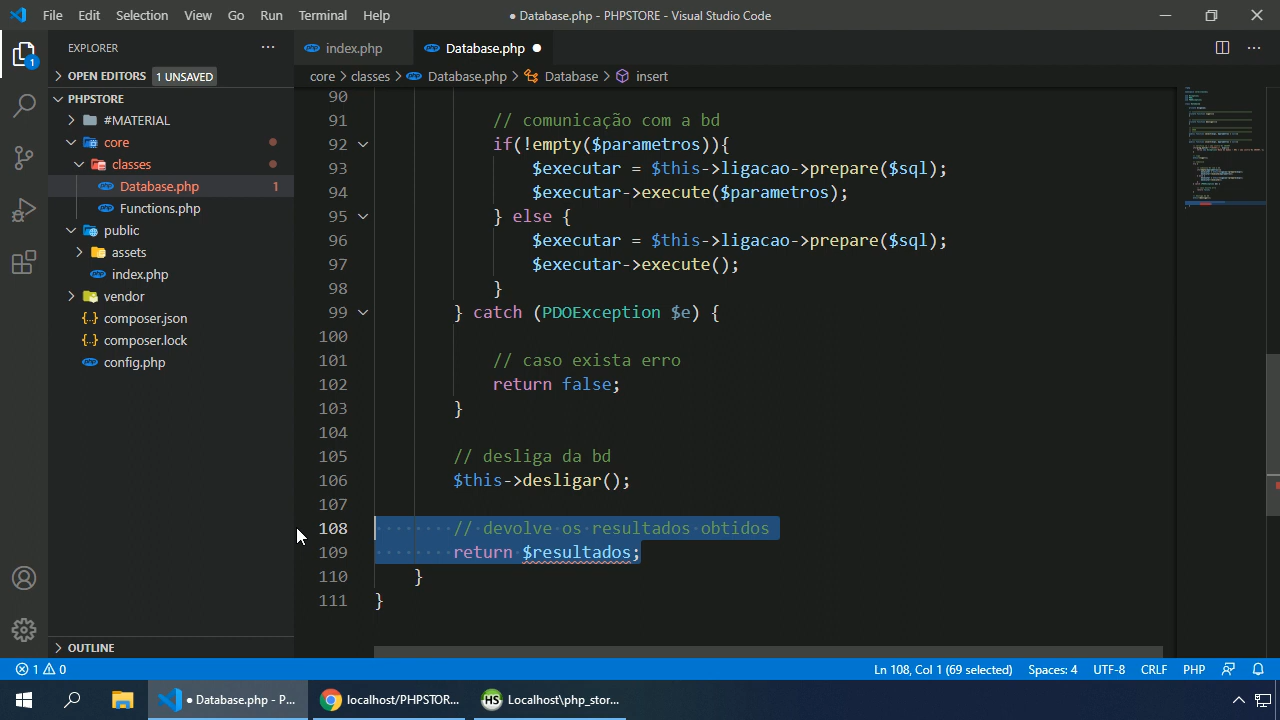 File Edit Selection View Go Run Terminal Help
● Database.php - PHPSTORE - Visual Studio Code
EXPLORER ···
index.php
Database.php ●
OPEN EDITORS 1 UNSAVED
core > classes > Database.php > Database > insert
PHPSTORE
#MATERIAL
core
classes
Database.php 1
Functions.php
public
assets
index.php
vendor
composer.json
composer.lock
config.php
OUTLINE
90
91 // comunicação com a bd
92 if(!empty($parametros)){
93 $executar = $this->ligacao->prepare($sql);
94 $executar->execute($parametros);
95 } else {
96 $executar = $this->ligacao->prepare($sql);
97 $executar->execute();
98 }
99 } catch (PDOException $e) {
100
101 // caso exista erro
102 return false;
103 }
104
105 // desliga da bd
106 $this->desligar();
107
108 // devolve os resultados obtidos
109 return $resultados;
110 }
111 }
1 0 Ln 108, Col 1 (69 selected) Spaces: 4 UTF-8 CRLF PHP
● Database.php - P... localhost/PHPSTOR... HS Localhost\php_stor...